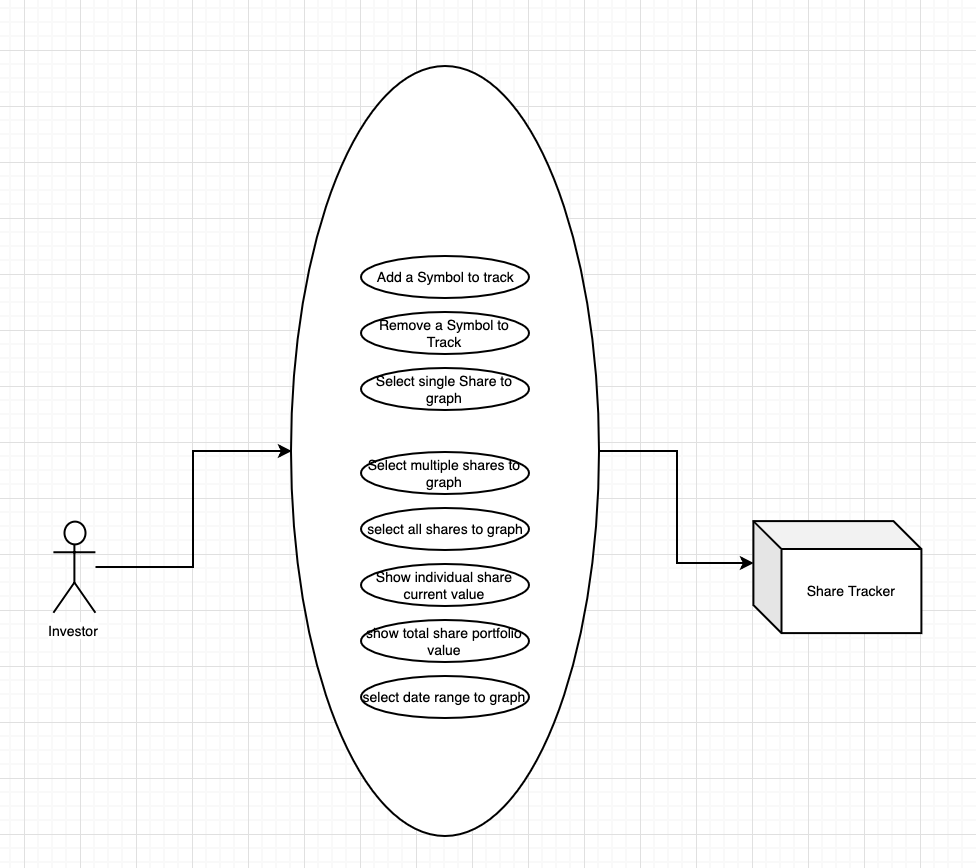 Add a Symbol to track
Remove a Symbol to
Track
Select single Share to
graph
Select multiple shares to
graph
select all shares to graph
Show individual share
current value
show total share portfolio
value
select date range to graph
Investor
Share Tracker